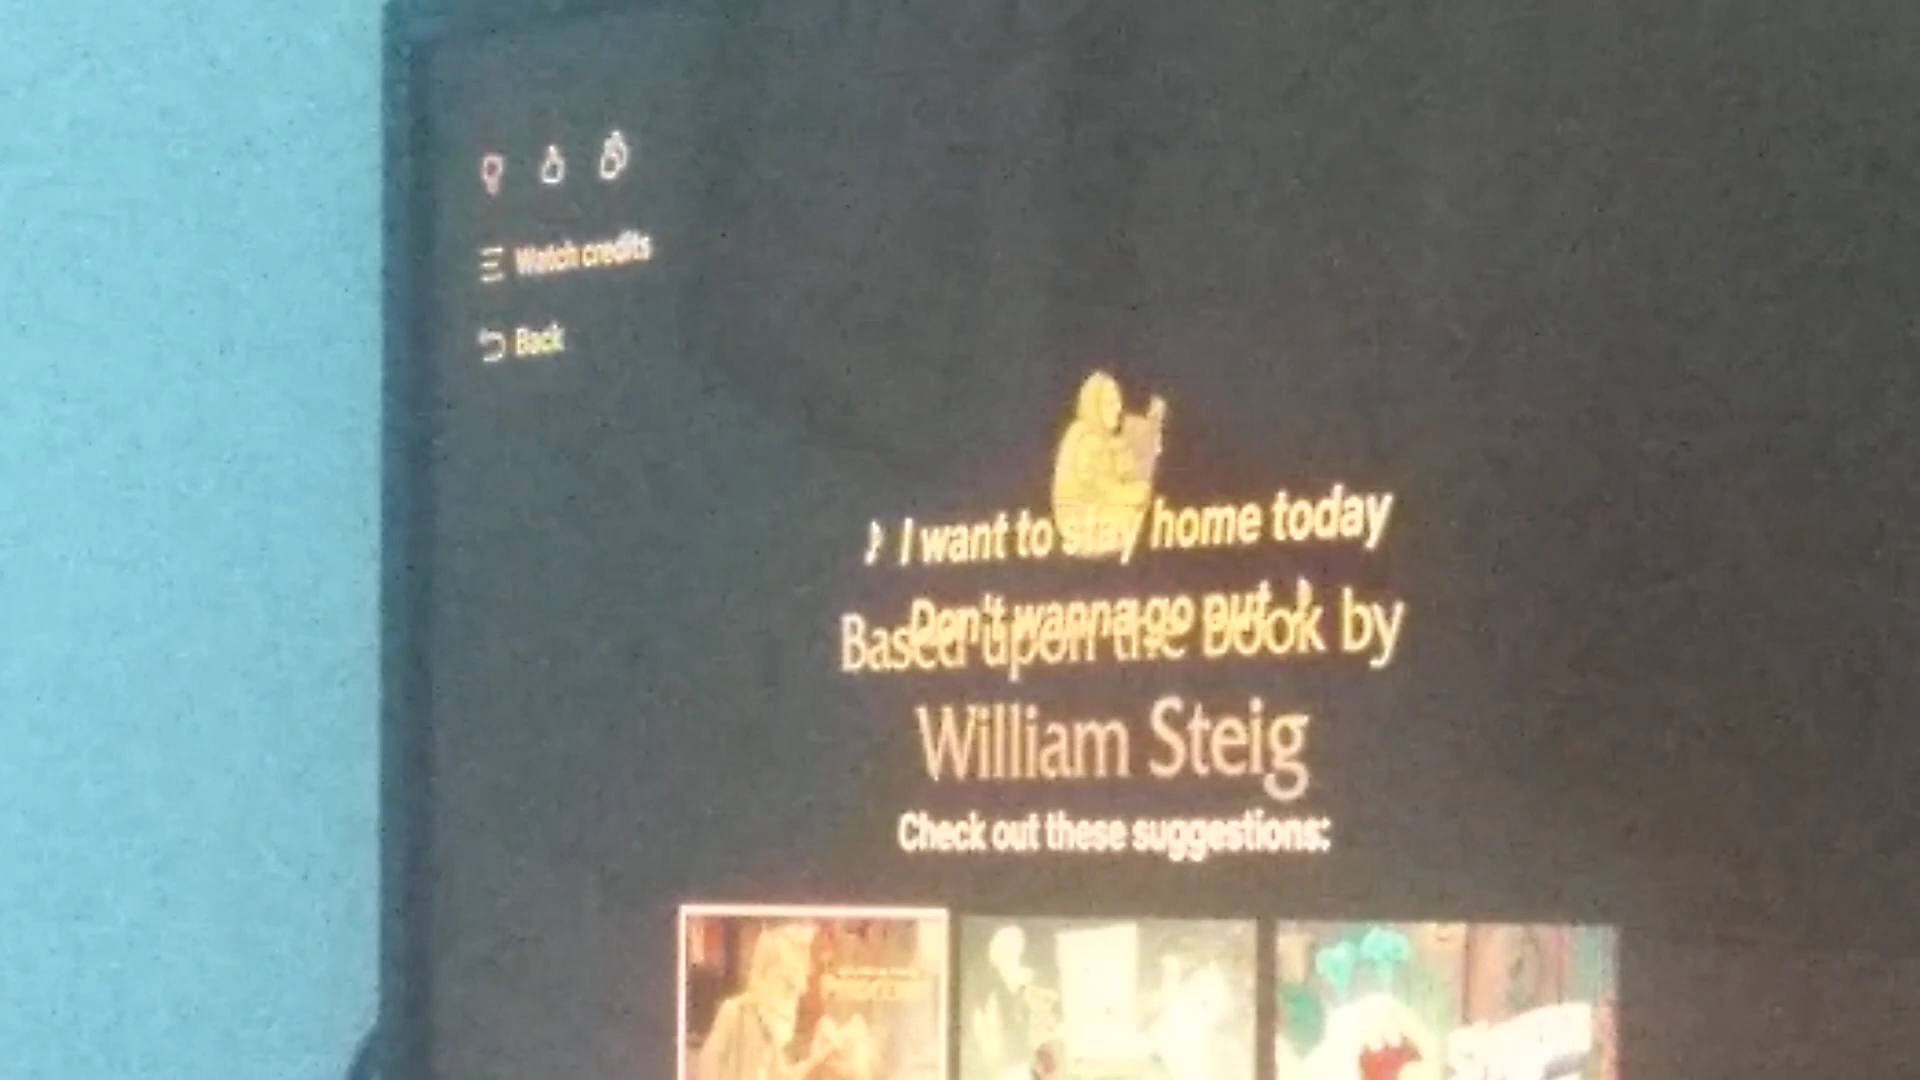 Watch credits
Back
♪ I want to stay home today
Don't wanna go out ♪
Based upon the book by
William Steig
Check out these suggestions: